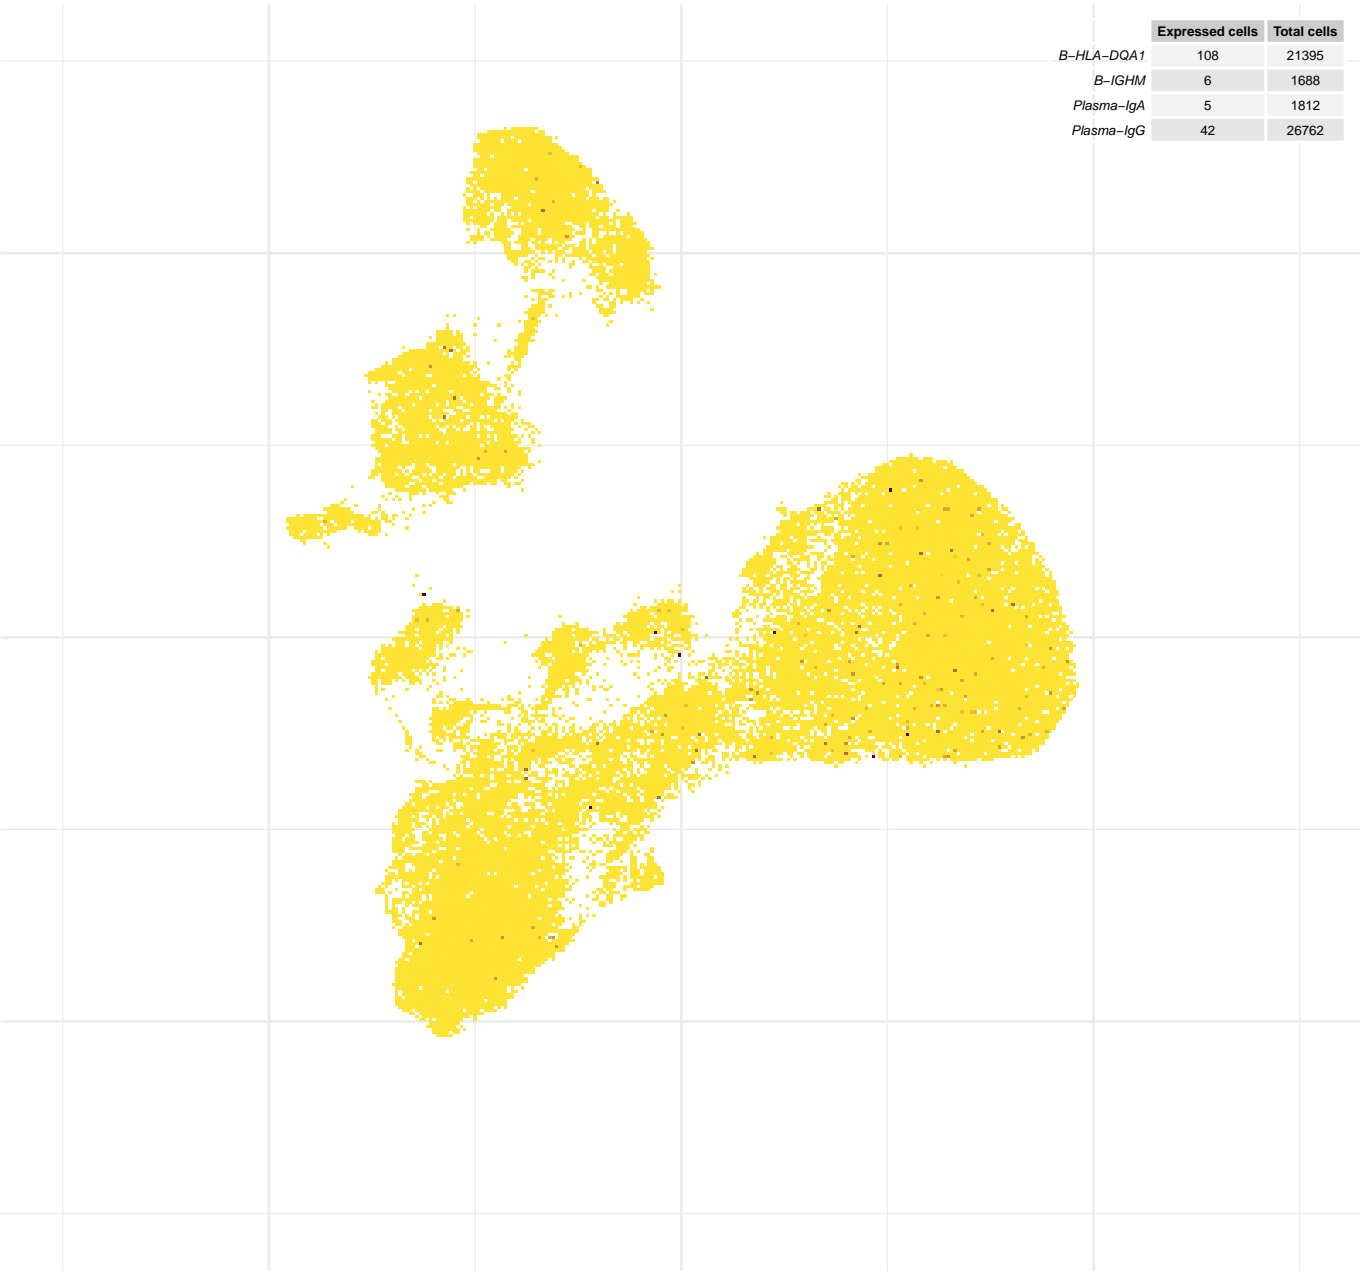 Expressed cells Total cells
B−HLA−DQA1 108 21395
B−IGHM 6 1688
Plasma−IgA 5 1812
Plasma−IgG 42 26762